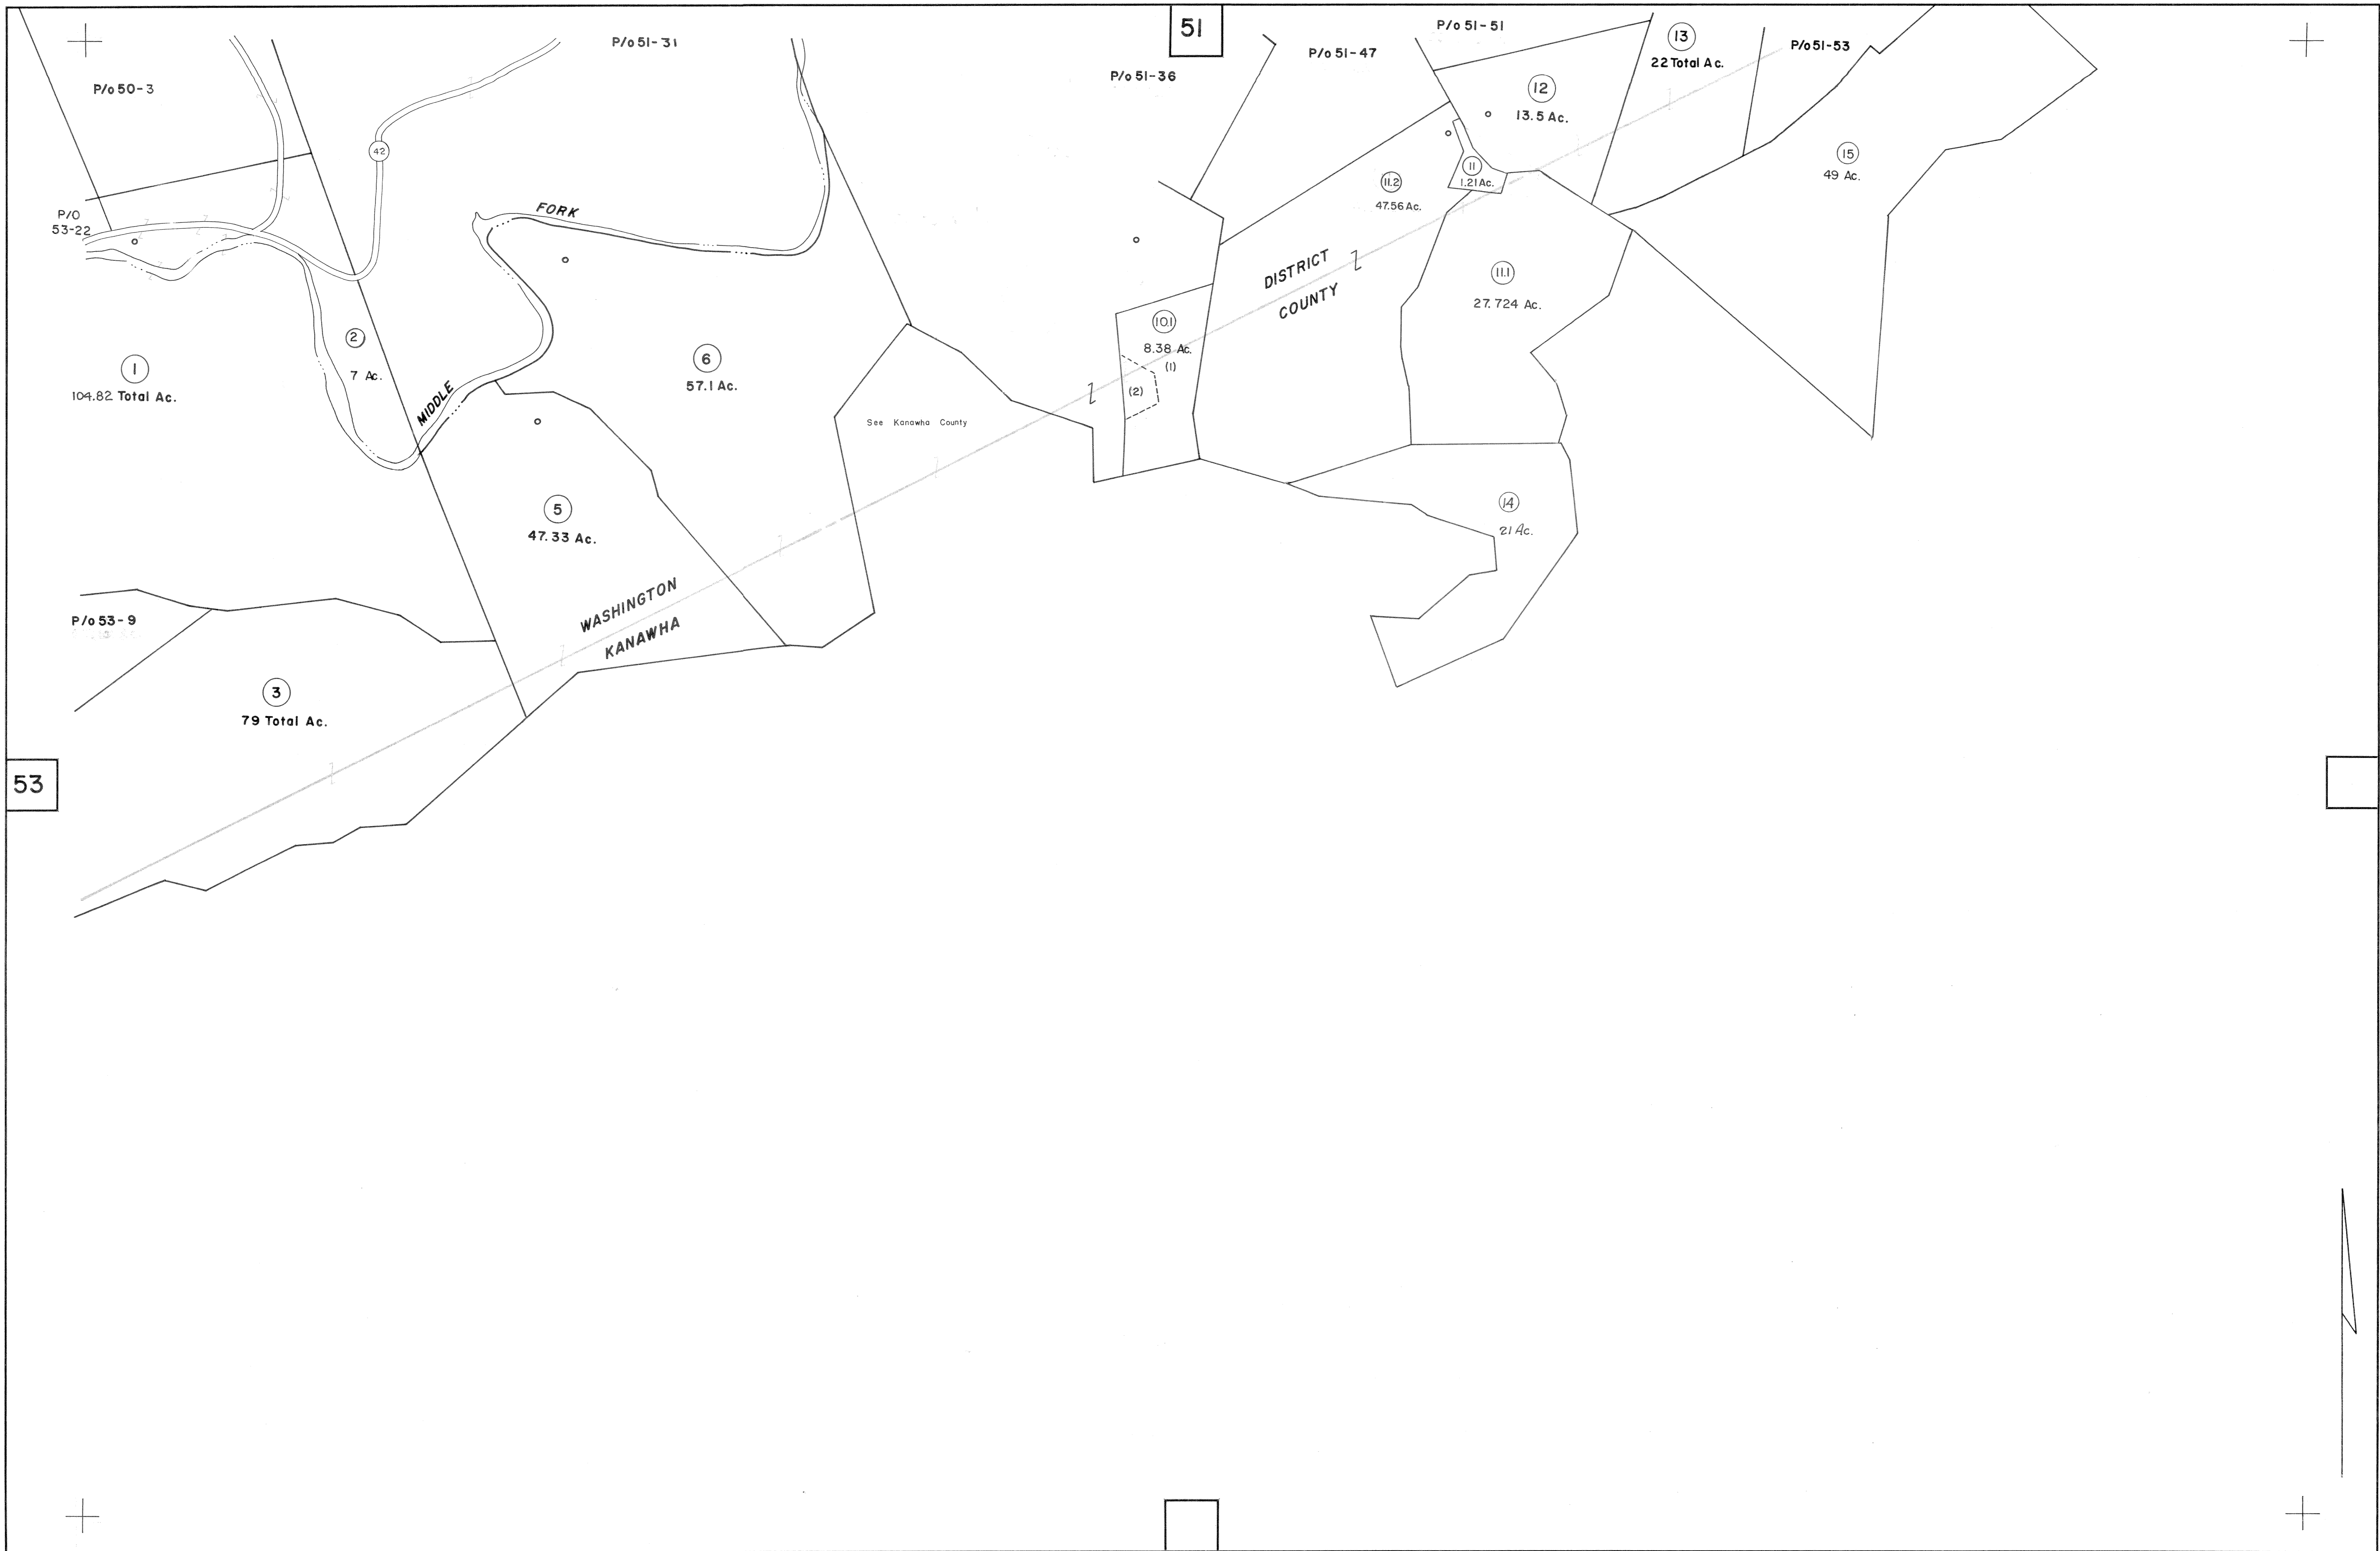 51
P/o 50-3
P/o 51-31
P/o 51-36
P/o 51-47
P/o 51-51
13
22 Total Ac.
P/o 51-53
12
13.5 Ac.
42
15
49 Ac.
11
1.21 Ac.
11.2
47.56 Ac.
P/O
53-22
FORK
DISTRICT
COUNTY
11.1
27.724 Ac.
10.1
8.38 Ac.
(1)
(2)
2
7 Ac.
1
104.82 Total Ac.
MIDDLE
6
57.1 Ac.
See Kanawha County
5
47.33 Ac.
14
21 Ac.
WASHINGTON
KANAWHA
P/o 53-9
3
79 Total Ac.
53